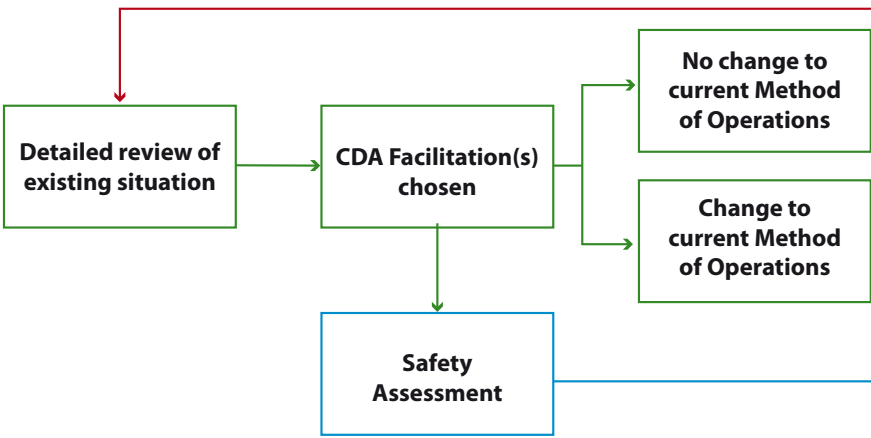 Detailed review of
existing situation
CDA Facilitation(s)
chosen
No change to
current Method
of Operations
Change to
current Method
of Operations
Safety
Assessment